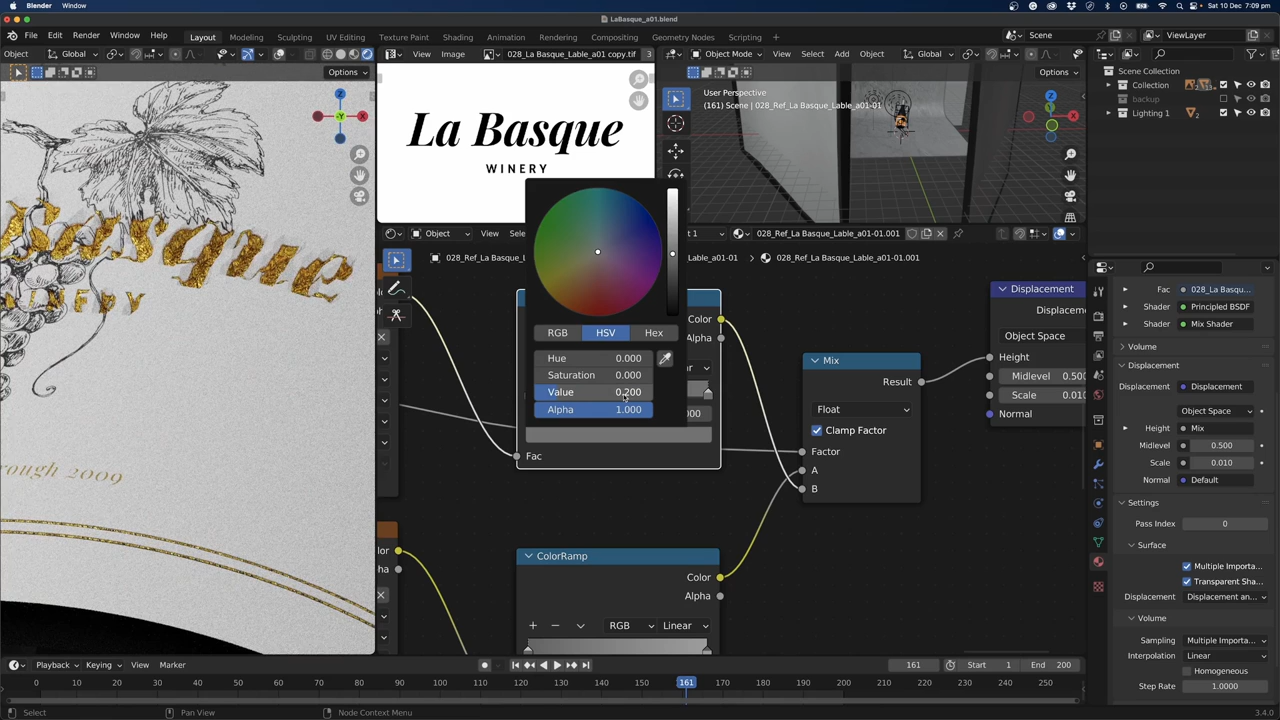 Blender Window Sat 10 Dec 7:09 pm
LaBasque_a01.blend
File Edit Render Window Help Layout Modeling Sculpting UV Editing Texture Paint Shading Animation Rendering Compositing Geometry Nodes Scripting Scene ViewLayer
Object Global View Image 028_La Basque_Lable_a01 copy.tif 3 Object Mode View Select Add Object Global
Options Options
User Perspective
(161) Scene | 028_Ref_La Basque_Lable_a01-01
Scene Collection
Collection
backup
Lighting 1 2
La Basque
WINERY
Object View 028_Ref_La Basque_Lable_a01-01.001
028_Ref_La Basque_Lable_a01-01 028_Ref_La Basque_Lable_a01-01.001
Basque
WINERY
rough 2009
RGB HSV Hex
Hue 0.000
Saturation 0.000
Value 0.200
Alpha 1.000
Color
Alpha
Fac
Mix
Result
Float
Clamp Factor
Factor
A
B
Displacement
Object Space
Height
Midlevel 0.500
Scale 0.010
Normal
ColorRamp
Color
Alpha
RGB Linear
Fac 028_La Basqu...
Shader Principled BSDF
Shader Mix Shader
Volume
Displacement
Displacement Displacement
Object Space
Height Mix
Midlevel 0.500
Scale 0.010
Normal Default
Settings
Pass Index 0
Surface
Multiple Importa...
Transparent Sha...
Displacement Displacement an...
Volume
Sampling Multiple Importa...
Interpolation Linear
Homogeneous
Step Rate 1.0000
Playback Keying View Marker 161 Start 1 End 200
0 10 20 30 40 50 60 70 80 90 100 110 120 130 140 150 161 170 180 190 200 210 220 230 240 250
Select Pan View Node Context Menu 3.4.0